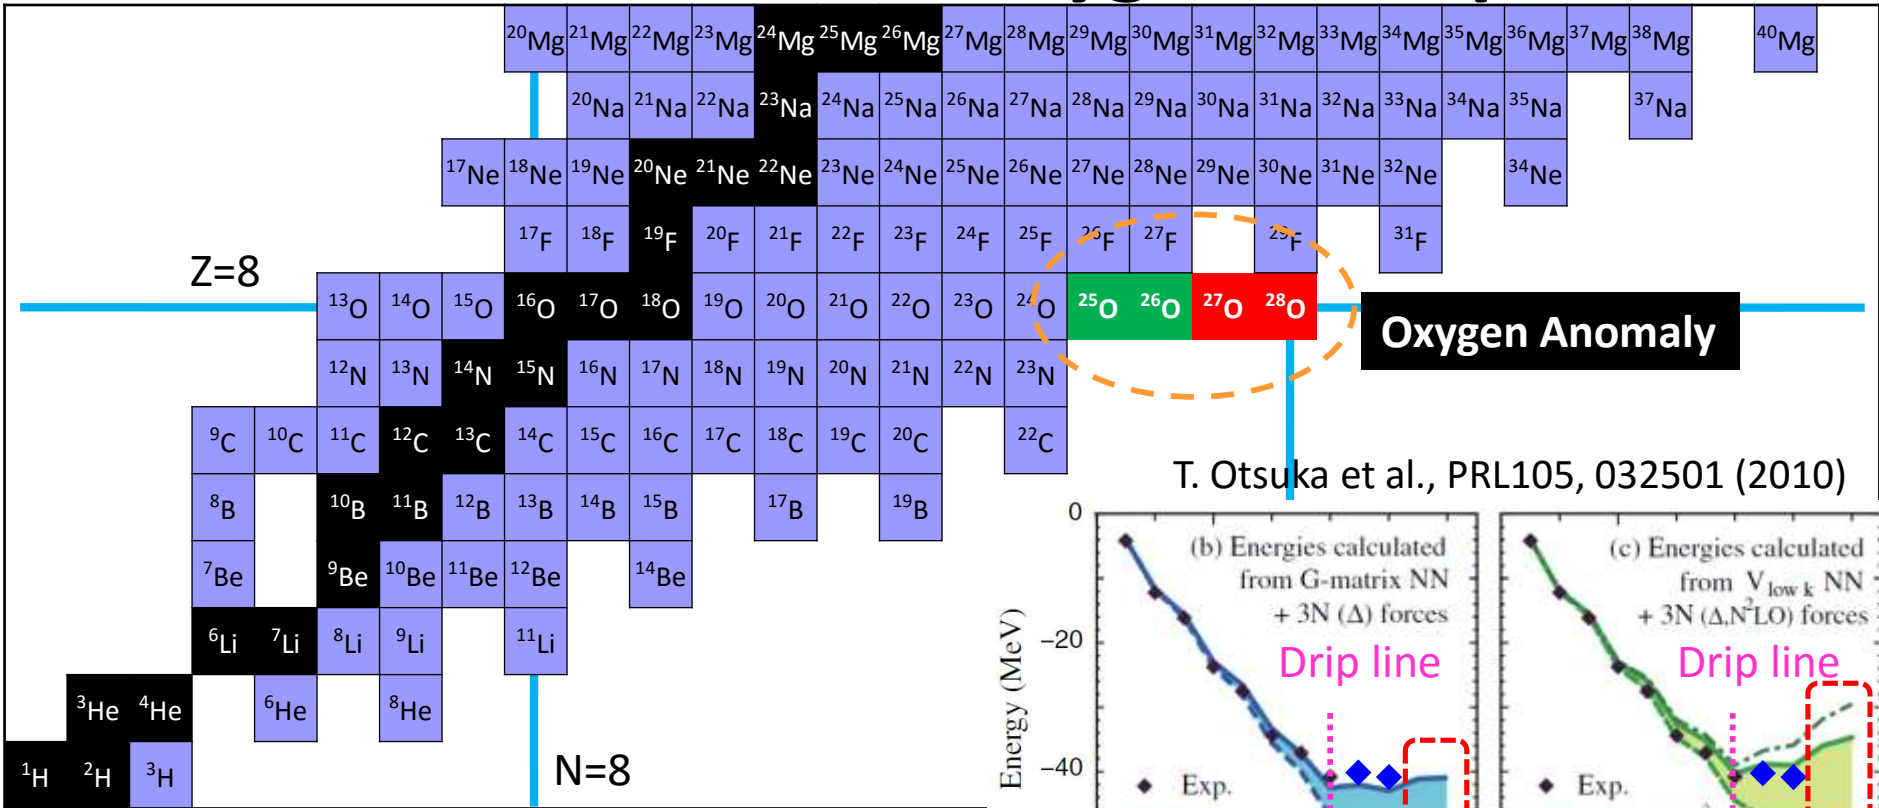 20Mg 21Mg 22Mg 23Mg 24Mg 25Mg 26Mg 27Mg 28Mg 29Mg 30Mg 31Mg 32Mg 33Mg 34Mg 35Mg 36Mg 37Mg 38Mg 40Mg
20Na 21Na 22Na 23Na 24Na 25Na 26Na 27Na 28Na 29Na 30Na 31Na 32Na 33Na 34Na 35Na 37Na
17Ne 18Ne 19Ne 20Ne 21Ne 22Ne 23Ne 24Ne 25Ne 26Ne 27Ne 28Ne 29Ne 30Ne 31Ne 32Ne 34Ne
17F 18F 19F 20F 21F 22F 23F 24F 25F 26F 27F 29F 31F
Z=8
13O 14O 15O 16O 17O 18O 19O 20O 21O 22O 23O 24O 25O 26O 27O 28O
Oxygen Anomaly
12N 13N 14N 15N 16N 17N 18N 19N 20N 21N 22N 23N
9C 10C 11C 12C 13C 14C 15C 16C 17C 18C 19C 20C 22C
8B 10B 11B 12B 13B 14B 15B 17B 19B
7Be 9Be 10Be 11Be 12Be 14Be
6Li 7Li 8Li 9Li 11Li
3He 4He 6He 8He
1H 2H 3H
N=8
T. Otsuka et al., PRL105, 032501 (2010)
Energy (MeV)
0
−20
−40
(b) Energies calculated
from G-matrix NN
+ 3N (Δ) forces
Drip line
Exp.
(c) Energies calculated
from Vlow k NN
+ 3N (Δ,N2LO) forces
Drip line
Exp.